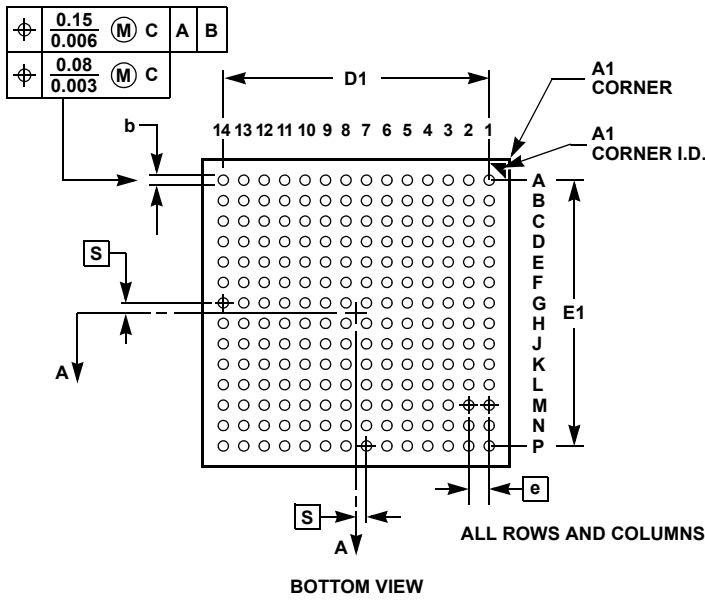 0.15
0.006 M C A B
0.08
0.003 M C
D1
A1
CORNER
b
14 13 12 11 10 9 8 7 6 5 4 3 2 1
A1
CORNER I.D.
A
B
C
D
E
F
G
H
J
K
L
M
N
P
S
E1
A
e
S
A
ALL ROWS AND COLUMNS
BOTTOM VIEW